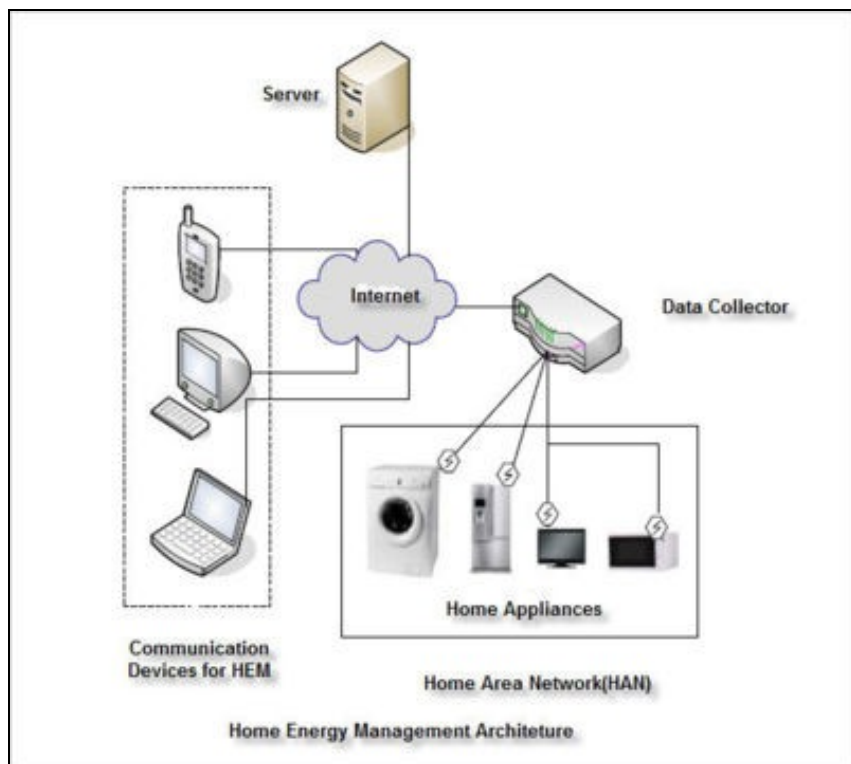 Server
Internet
Data Collector
Home Appliances
Communication
Devices for HEM
Home Area Network(HAN)
Home Energy Management Architeture